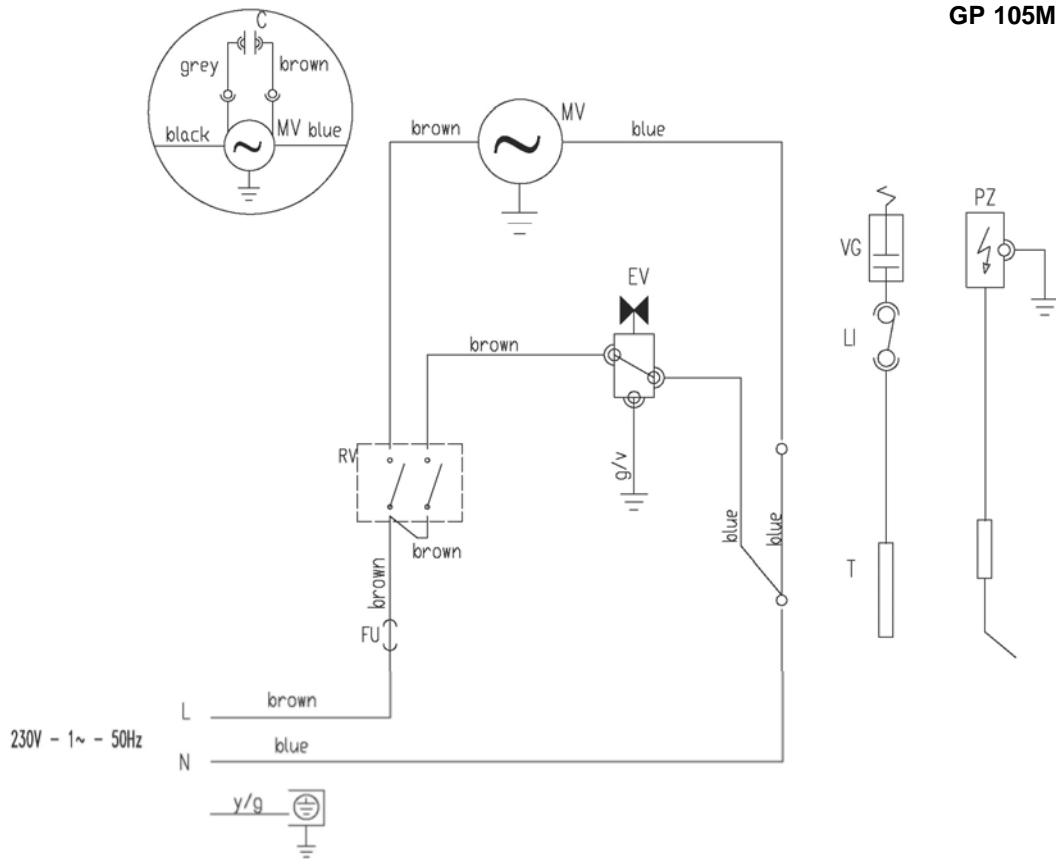 GP 105M
C
grey
brown
black
MV
blue
brown
MV
blue
PZ
VG
EV
LI
brown
RV
g/v
blue
blue
brown
T
brown
FU
L
brown
230V - 1~ - 50Hz
blue
N
y/g